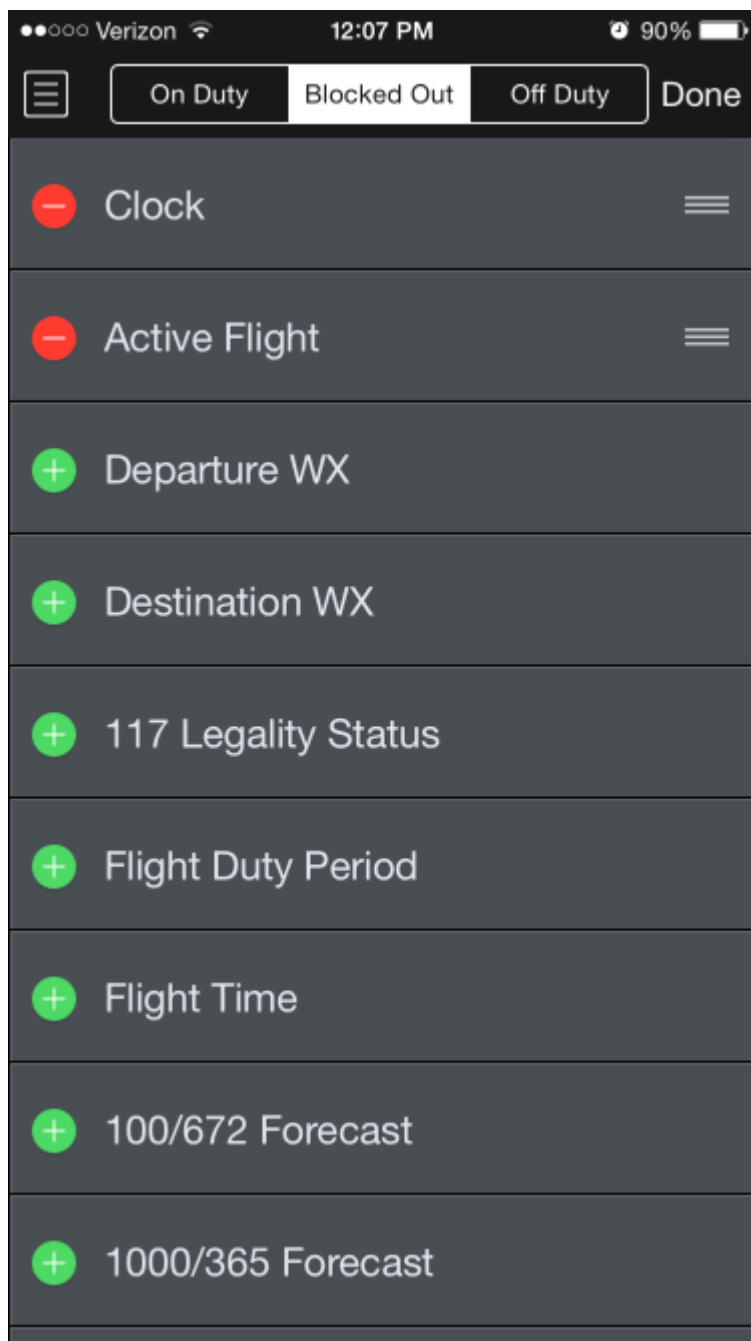 Verizon 12:07 PM 90%
On Duty Blocked Out Off Duty Done
Clock
Active Flight
Departure WX
Destination WX
117 Legality Status
Flight Duty Period
Flight Time
100/672 Forecast
1000/365 Forecast